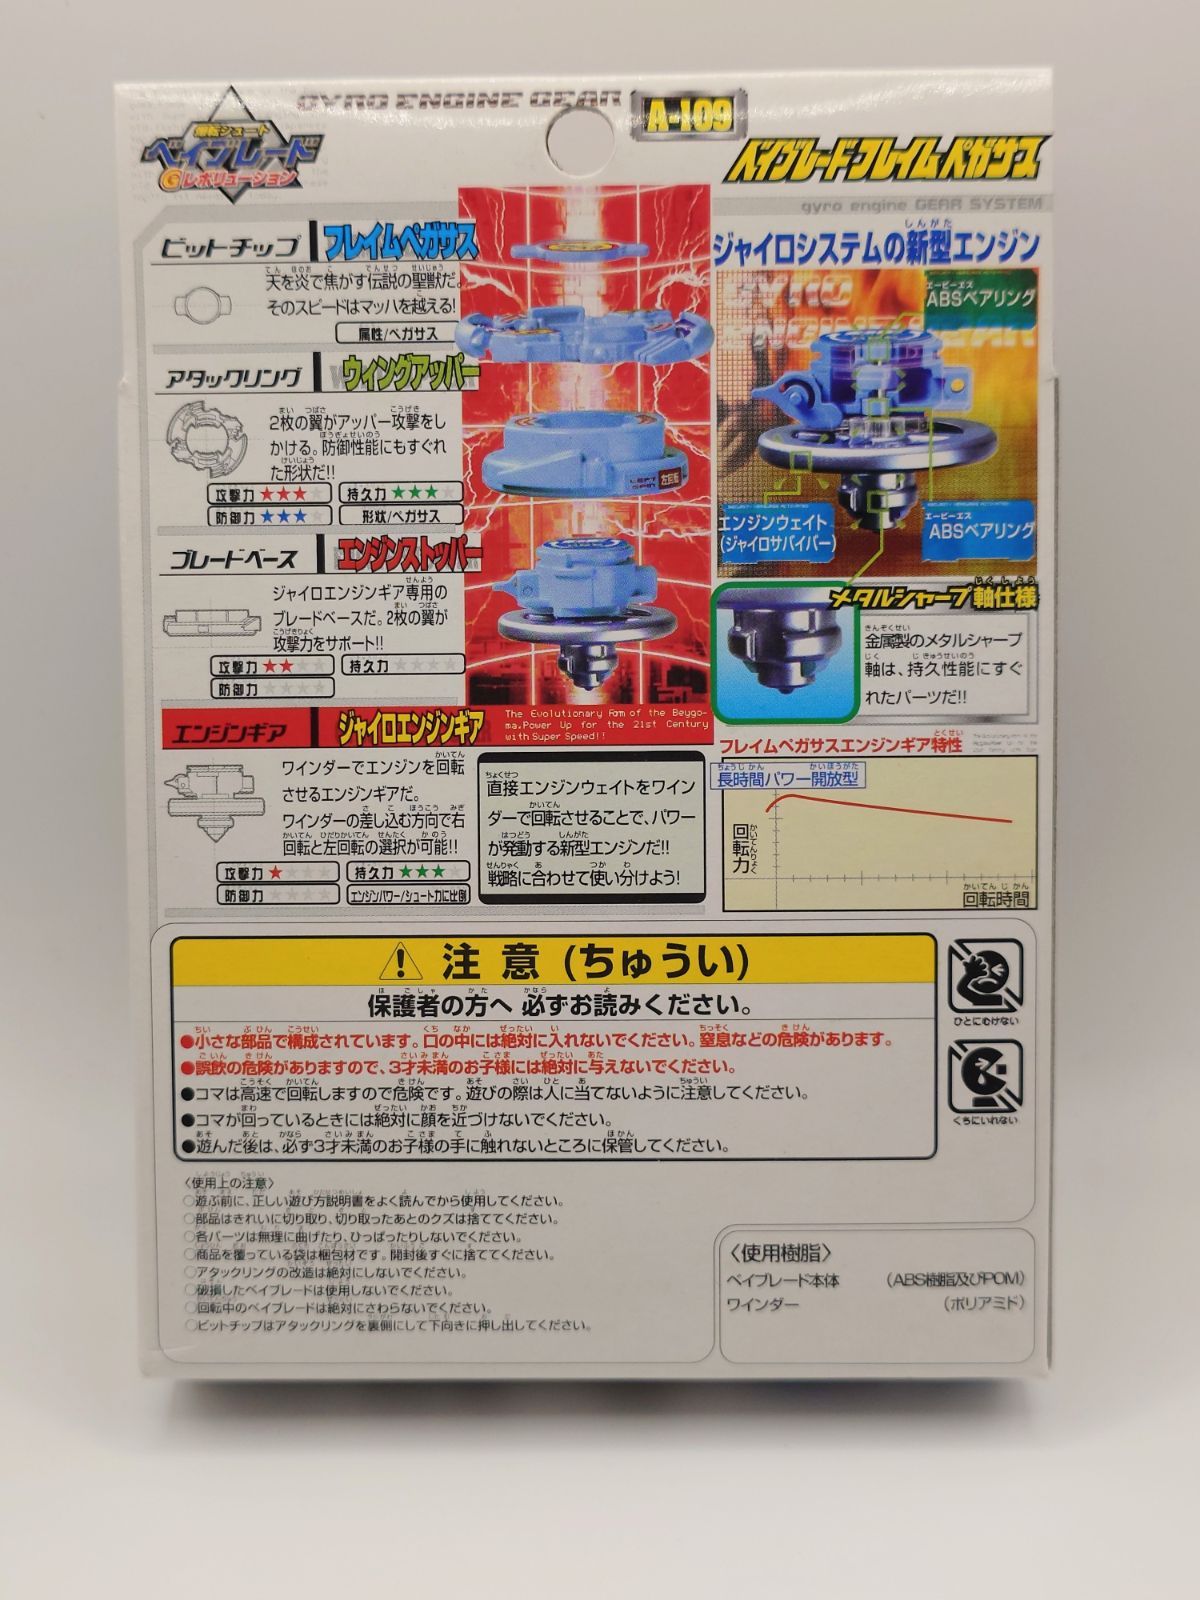 GYRO ENGINE GEAR
A-109
爆転シュート
ベイブレード
Gレボリューション
ベイブレードフレイムペガサス
gyro engine GEAR SYSTEM
ビットチップ
フレイムペガサス
天を炎で焦がす伝説の聖獣だ。
そのスピードはマッハを越える!
属性/ペガサス
アタックリング
ウィングアッパー
2枚の翼がアッパー攻撃をし
かける。防御性能にもすぐれ
た形状だ!!
攻撃力 ★★★☆
持久力 ★★★☆
防御力 ★★★☆
形状/ペガサス
ブレードベース
エンジンストッパー
ジャイロエンジンギア専用の
ブレードベースだ。2枚の翼が
攻撃力をサポート!!
攻撃力 ★★☆☆
持久力 ☆☆☆☆
防御力 ☆☆☆☆
エンジンギア
ジャイロエンジンギア
ワインダーでエンジンを回転
させるエンジンギアだ。
ワインダーの差し込む方向で右
回転と左回転の選択が可能!!
攻撃力 ★☆☆☆
持久力 ★★★☆
防御力 ☆☆☆☆
エンジンパワー/シュート力に比例
LEFT SPIN
左回転
The Evolutionary Fom of the Beygo-
ma.Power Up for the 21st Century
with Super Speed!!
直接エンジンウェイトをワイン
ダーで回転させることで、パワー
が発動する新型エンジンだ!!
戦略に合わせて使い分けよう!
ジャイロシステムの新型エンジン
GYRO
ENGINE GEAR
エービーエス
ABSベアリング
エンジンウェイト
(ジャイロサバイバー)
エービーエス
ABSベアリング
メタルシャープ軸仕様
金属製のメタルシャープ
軸は、持久性能にすぐ
れたパーツだ!!
フレイムペガサスエンジンギア特性
長時間パワー開放型
回転力
回転時間
注意(ちゅうい)
保護者の方へ 必ずお読みください。
●小さな部品で構成されています。口の中には絶対に入れないでください。窒息などの危険があります。
●誤飲の危険がありますので、3才未満のお子様には絶対に与えないでください。
●コマは高速で回転しますので危険です。遊びの際は人に当てないように注意してください。
●コマが回っているときには絶対に顔を近づけないでください。
●遊んだ後は、必ず3才未満のお子様の手に触れないところに保管してください。
ひとにむけない
くちにいれない
〈使用上の注意〉
○遊ぶ前に、正しい遊び方説明書をよく読んでから使用してください。
○部品はきれいに切り取り、切り取ったあとのクズは捨ててください。
○各パーツは無理に曲げたり、ひっぱったりしないでください。
○商品を覆っている袋は梱包材です。開封後すぐに捨ててください。
○アタックリングの改造は絶対にしないでください。
○破損したベイブレードは使用しないでください。
○回転中のベイブレードは絶対にさわらないでください。
○ビットチップはアタックリングを裏側にして下向きに押し出してください。
〈使用樹脂〉
ベイブレード本体 (ABS樹脂及びPOM)
ワインダー (ポリアミド)